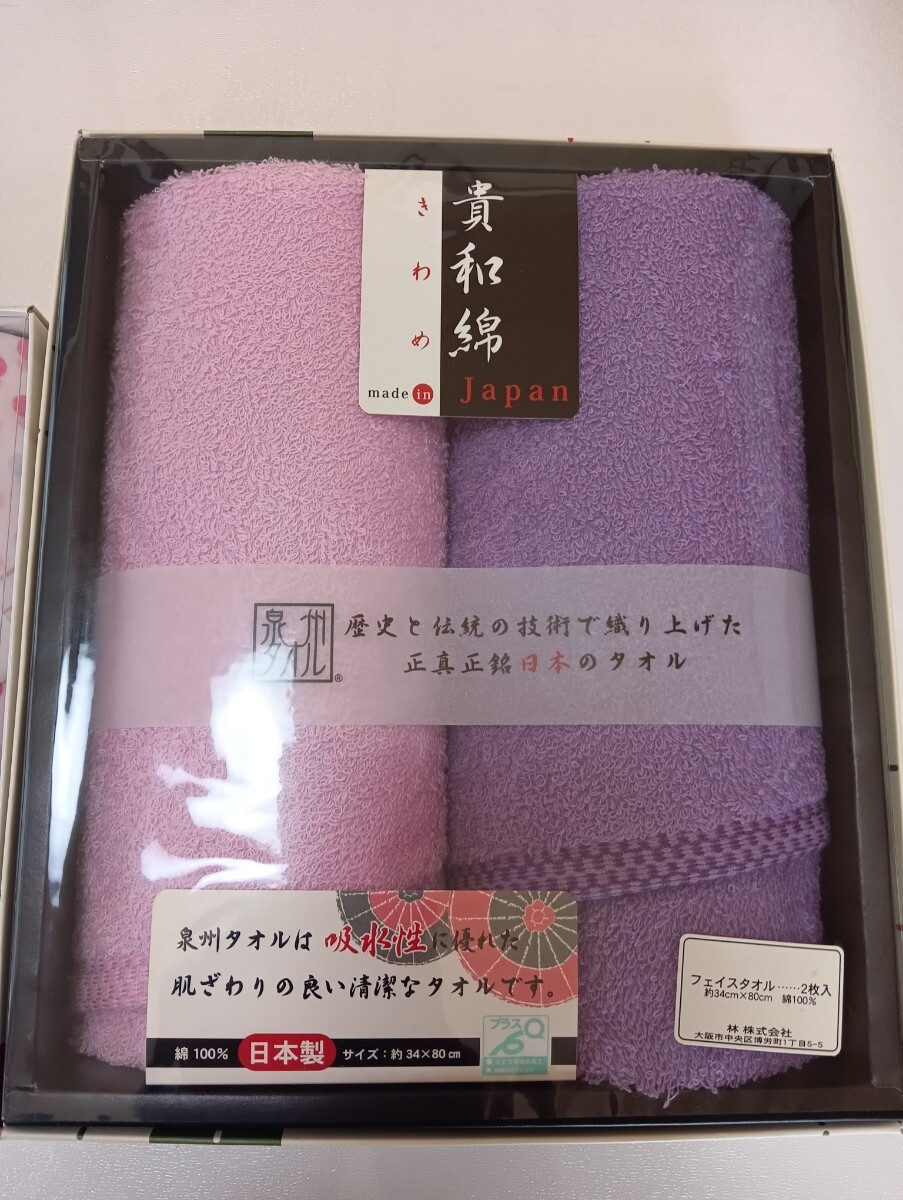 貴和綿
きわめ
made in Japan
泉州
タオル
®
歴史と伝統の技術で織り上げた
正真正銘日本のタオル
泉州タオルは吸水性に優れた
肌ざわりの良い清潔なタオルです。
綿100% 日本製 サイズ:約34×80cm
プラス
フェイスタオル……2枚入
約34cm×80cm 綿100%
林 株式会社
大阪市中央区博労町1丁目5-5